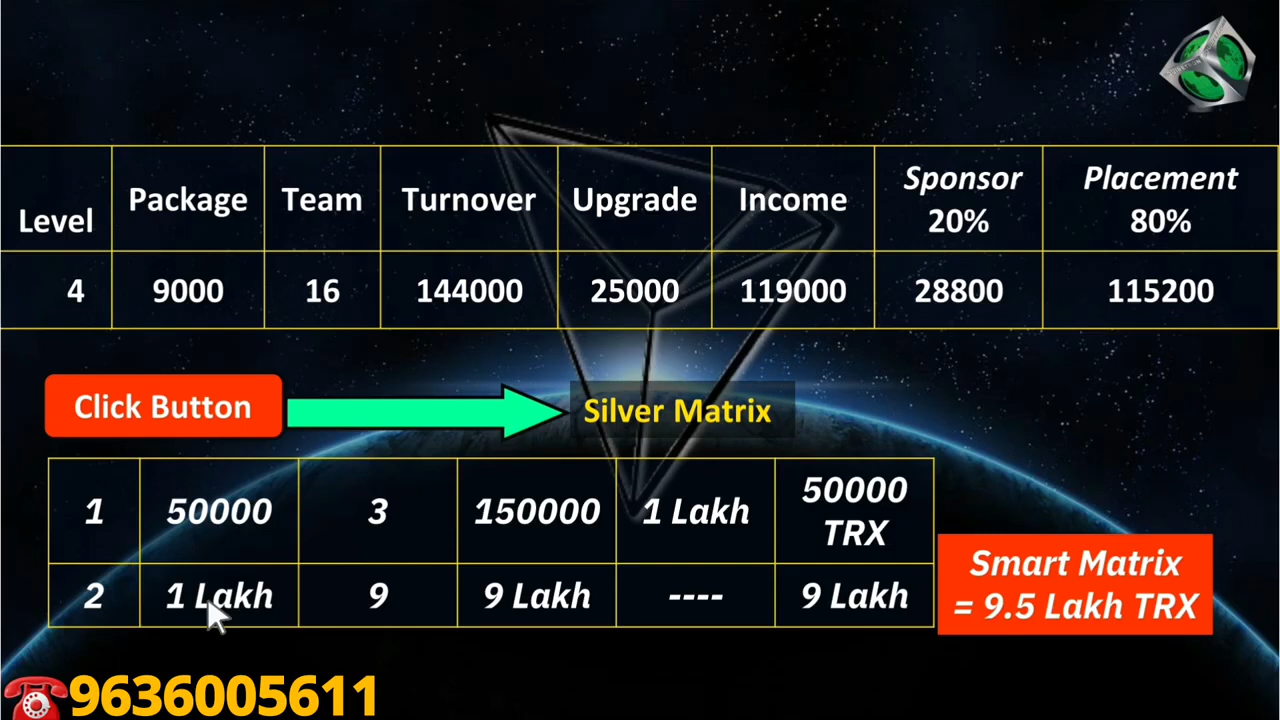 Level Package Team Turnover Upgrade Income Sponsor 20% Placement 80%
4 9000 16 144000 25000 119000 28800 115200
Click Button Silver Matrix
1 50000 3 150000 1 Lakh 50000 TRX
2 1 Lakh 9 9 Lakh ---- 9 Lakh
Smart Matrix
= 9.5 Lakh TRX
9636005611